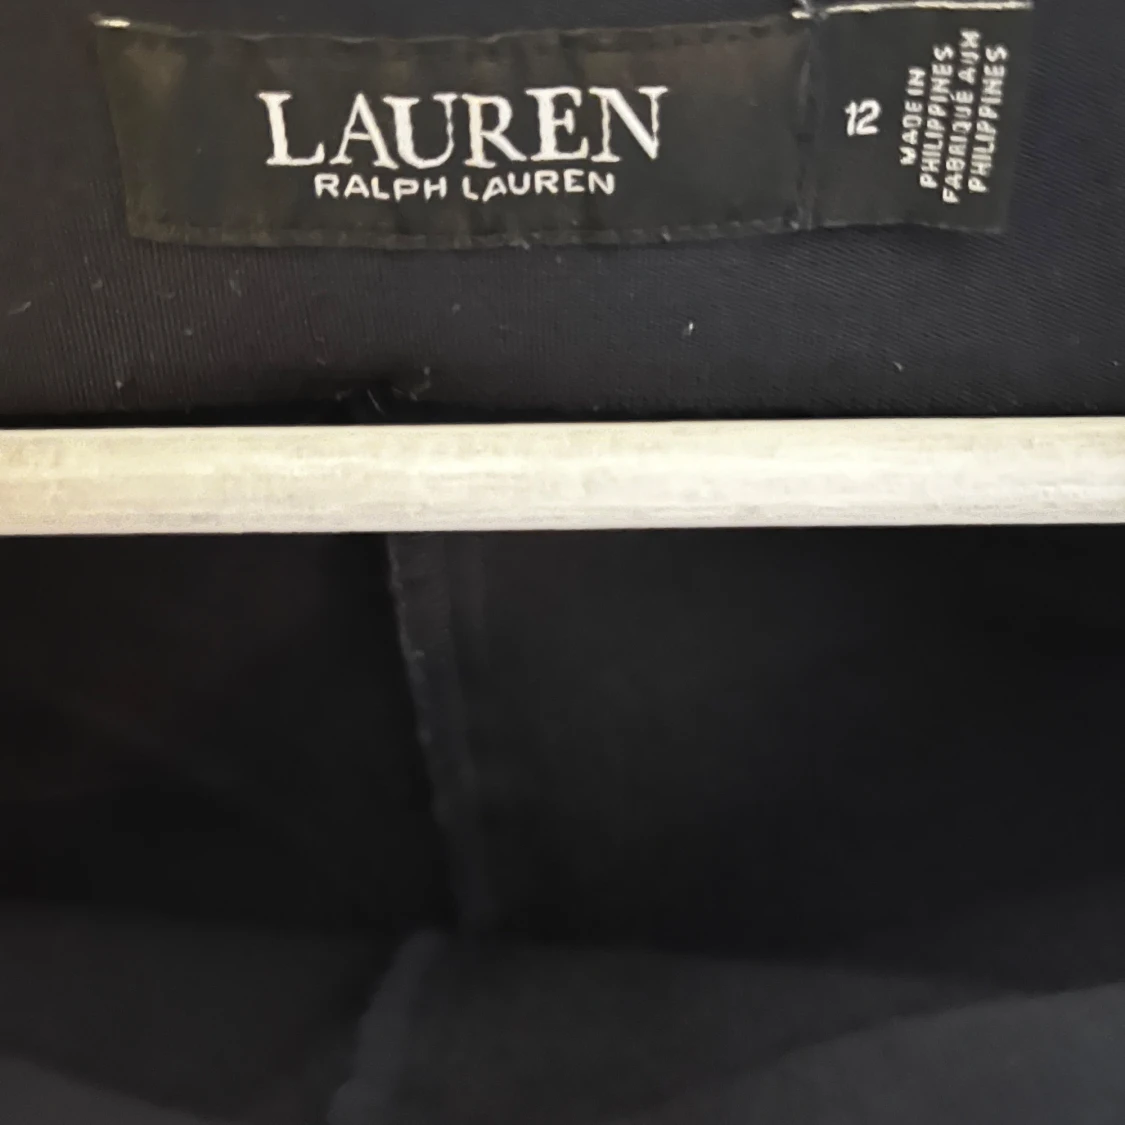 LAUREN
RALPH LAUREN
12
MADE IN
PHILIPPINES
FABRIQUE AUX
PHILIPPINES